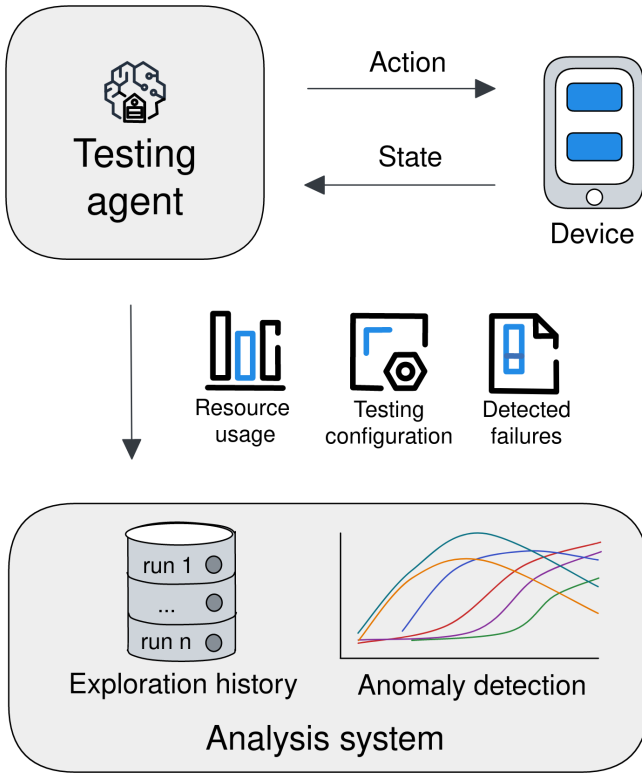 Action
Testing
agent
State
Device
Resource
usage
Testing
configuration
Detected
failures
run 1
...
run n
Exploration history
Anomaly detection
Analysis system